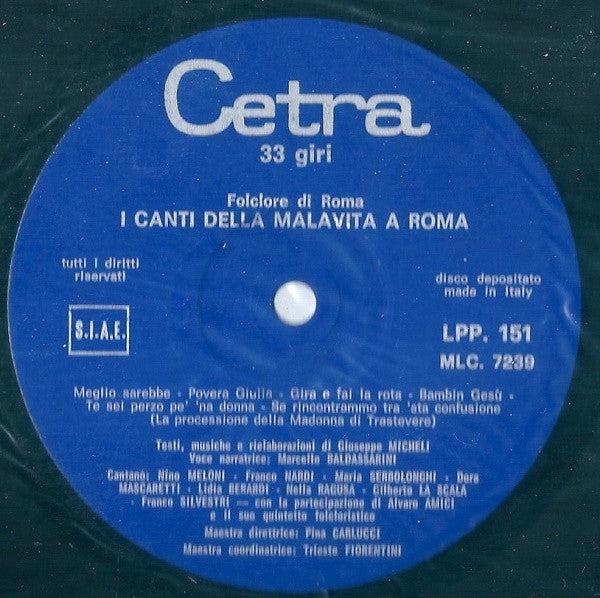 Cetra
33 giri
Folclore di Roma
I CANTI DELLA MALAVITA A ROMA
tutti i diritti
riservati
disco depositato
made in Italy
S.I.A.E.
LPP. 151
MLC. 7239
Meglio sarebbe - Povera Giulia - Gira e fai la rota - Bambin Gesù -
Te sei perzo pe' 'na donna - Se rincontrammo tra 'sta confusione
(La processione della Madonna di Trastevere)
Testi, musiche e rielaborazioni di Giuseppe MICHELI
Voce narratrice: Marcello BALDASSARINI
Cantano: Nino MELONI - Franco NARDI - Maria SERBOLONGHI - Dora
MASCARETTI - Lidia BERARDI - Nella RAGUSA - Gilberto LA SCALA
- Franco SILVESTRI — con la partecipazione di Alvaro AMICI
e il suo quintetto folcloristico
Maestra direttrice: Pina CARLUCCI
Maestra coordinatrice: Trieste FIORENTINI